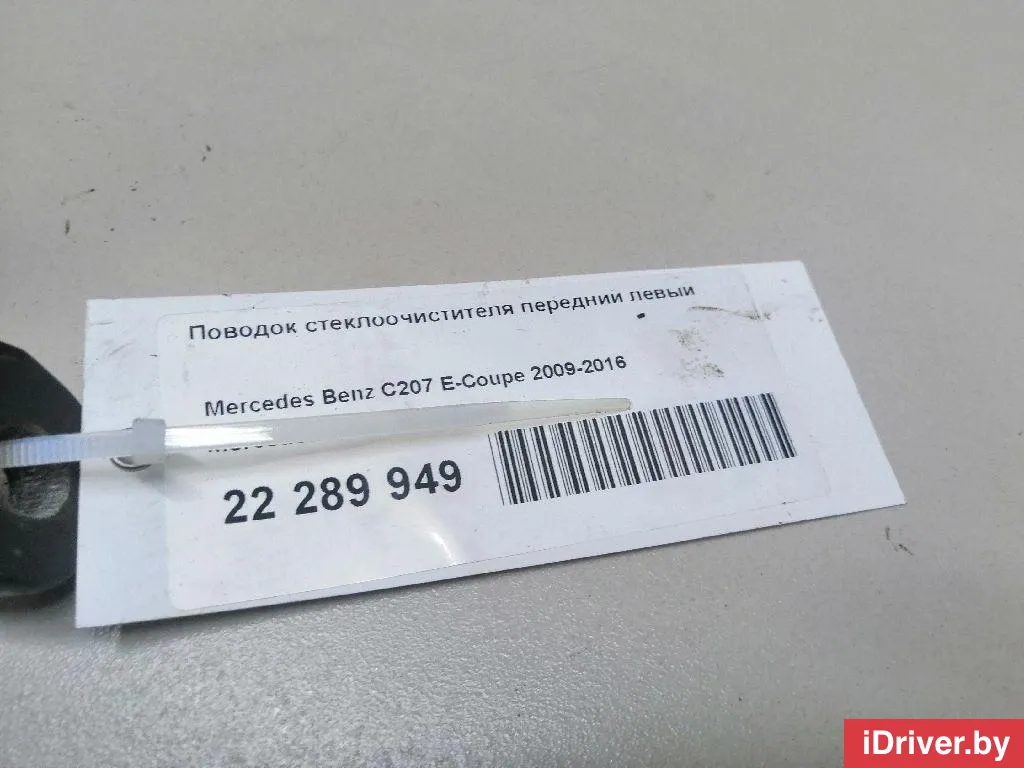 Поводок стеклоочистителя передний левый
Mercedes Benz C207 E-Coupe 2009-2016
22 289 949
iDriver.by